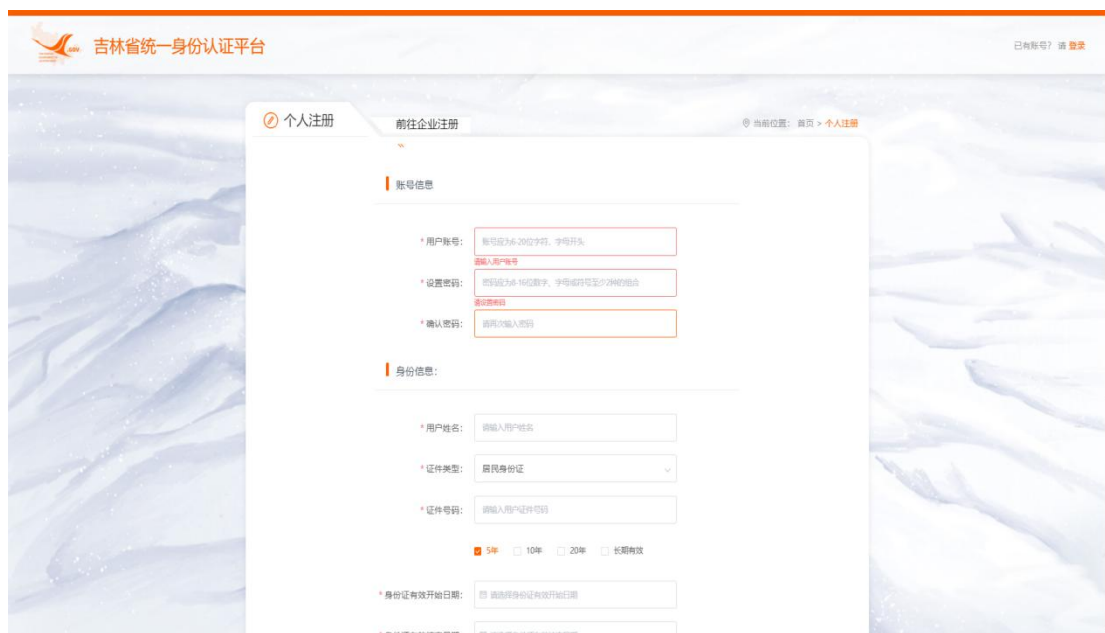 吉林省统一身份认证平台
已有账号? 请 登录
个人注册
前往企业注册
当前位置: 首页 > 个人注册
账号信息
* 用户账号:
账号应为6-20位字符、字母开头
请输入用户账号
* 设置密码:
密码应为8-16位数字、字母或符号至少2种的组合
请设置密码
* 确认密码:
请再次输入密码
身份信息:
* 用户姓名:
请输入用户姓名
* 证件类型:
居民身份证
* 证件号码:
请输入用户证件号码
5年 10年 20年 长期有效
* 身份证有效开始日期:
请选择身份证有效开始日期